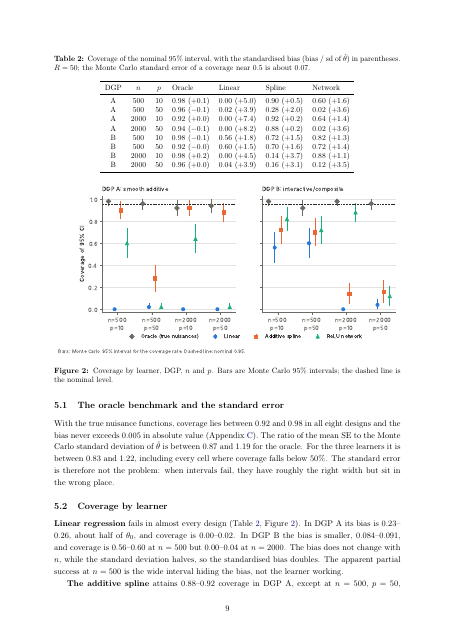 Table 2: Coverage of the nominal 95% interval, with the standardised bias (bias / sd of θ̂) in parentheses.
R = 50; the Monte Carlo standard error of a coverage near 0.5 is about 0.07.
DGP n p Oracle Linear Spline Network
A 500 10 0.98 (+0.1) 0.00 (+5.0) 0.90 (+0.5) 0.60 (+1.6)
A 500 50 0.96 (−0.1) 0.02 (+3.9) 0.28 (+2.0) 0.02 (+3.6)
A 2000 10 0.92 (+0.0) 0.00 (+7.4) 0.92 (+0.2) 0.64 (+1.4)
A 2000 50 0.94 (−0.1) 0.00 (+8.2) 0.88 (+0.2) 0.02 (+3.6)
B 500 10 0.98 (−0.1) 0.56 (+1.8) 0.72 (+1.5) 0.82 (+1.3)
B 500 50 0.92 (−0.0) 0.60 (+1.5) 0.70 (+1.6) 0.72 (+1.4)
B 2000 10 0.98 (+0.2) 0.00 (+4.5) 0.14 (+3.7) 0.88 (+1.1)
B 2000 50 0.96 (+0.0) 0.04 (+3.9) 0.16 (+3.1) 0.12 (+3.5)
DGP A: smooth additive DGP B: interactive/composite
Coverage of 95% CI
1.0
0.8
0.6
0.4
0.2
0.0
n=500 n=500 n=2000 n=2000 n=500 n=500 n=2000 n=2000
p=10 p=50 p=10 p=50 p=10 p=50 p=10 p=50
Oracle (true nuisances) Linear Additive spline ReLU network
Bars: Monte Carlo 95% interval for the coverage rate. Dashed line: nominal 0.95.
Figure 2: Coverage by learner, DGP, n and p. Bars are Monte Carlo 95% intervals; the dashed line is
the nominal level.
5.1 The oracle benchmark and the standard error
With the true nuisance functions, coverage lies between 0.92 and 0.98 in all eight designs and the
bias never exceeds 0.005 in absolute value (Appendix C). The ratio of the mean SE to the Monte
Carlo standard deviation of θ̂ is between 0.87 and 1.19 for the oracle. For the three learners it is
between 0.83 and 1.22, including every cell where coverage falls below 50%. The standard error
is therefore not the problem: when intervals fail, they have roughly the right width but sit in
the wrong place.
5.2 Coverage by learner
Linear regression fails in almost every design (Table 2, Figure 2). In DGP A its bias is 0.23–
0.26, about half of θ₀, and coverage is 0.00–0.02. In DGP B the bias is smaller, 0.084–0.091,
and coverage is 0.56–0.60 at n = 500 but 0.00–0.04 at n = 2000. The bias does not change with
n, while the standard deviation halves, so the standardised bias doubles. The apparent partial
success at n = 500 is the wide interval hiding the bias, not the learner working.
The additive spline attains 0.88–0.92 coverage in DGP A, except at n = 500, p = 50,
9